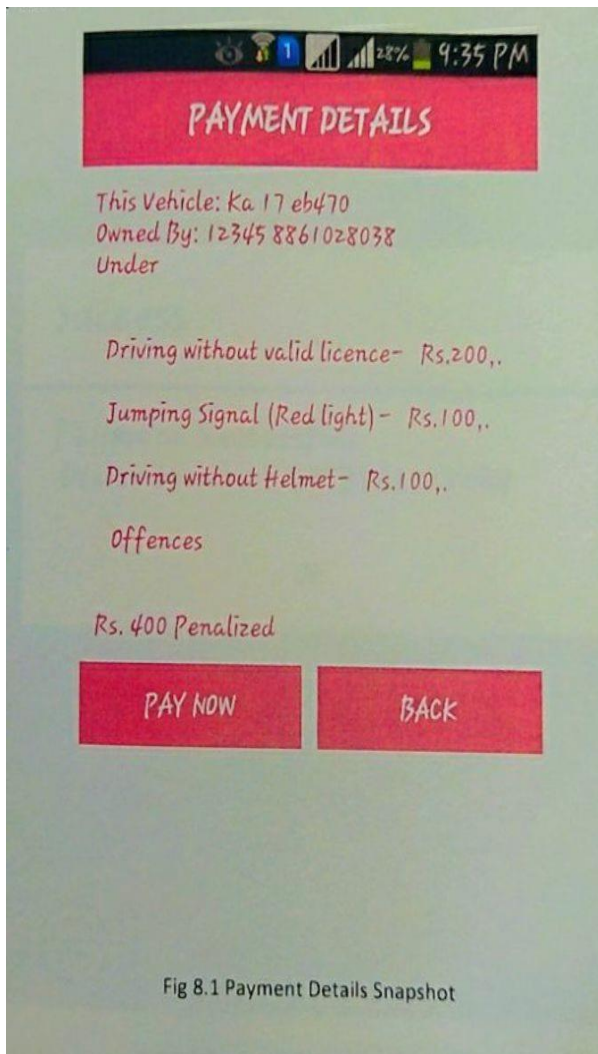 1 28% 9:35 PM
PAYMENT DETAILS
This Vehicle: Ka 17 eb470
Owned By: 12345 8861028038
Under
Driving without valid licence- Rs.200,.
Jumping Signal (Red light)- Rs.100,.
Driving without Helmet- Rs.100,.
Offences
Rs. 400 Penalized
PAY NOW
BACK
Fig 8.1 Payment Details Snapshot